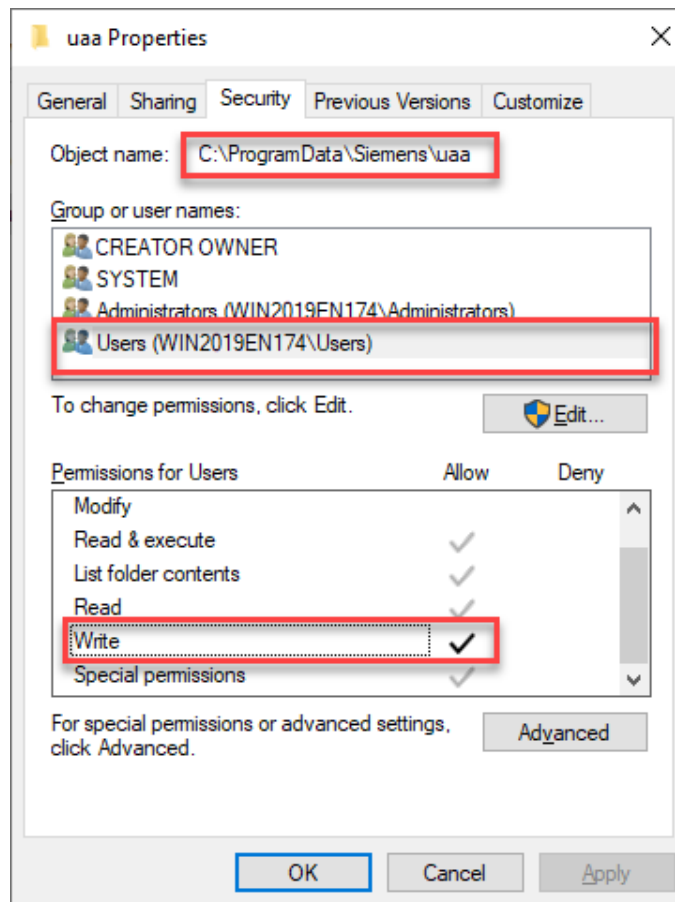 uaa Properties
General Sharing Security Previous Versions Customize
Object name: C:\ProgramData\Siemens\uaa
Group or user names:
CREATOR OWNER
SYSTEM
Administrators (WIN2019EN174\Administrators)
Users (WIN2019EN174\Users)
To change permissions, click Edit.
Edit...
Permissions for Users Allow Deny
Modify
Read & execute
List folder contents
Read
Write
Special permissions
For special permissions or advanced settings,
click Advanced.
Advanced
OK Cancel Apply